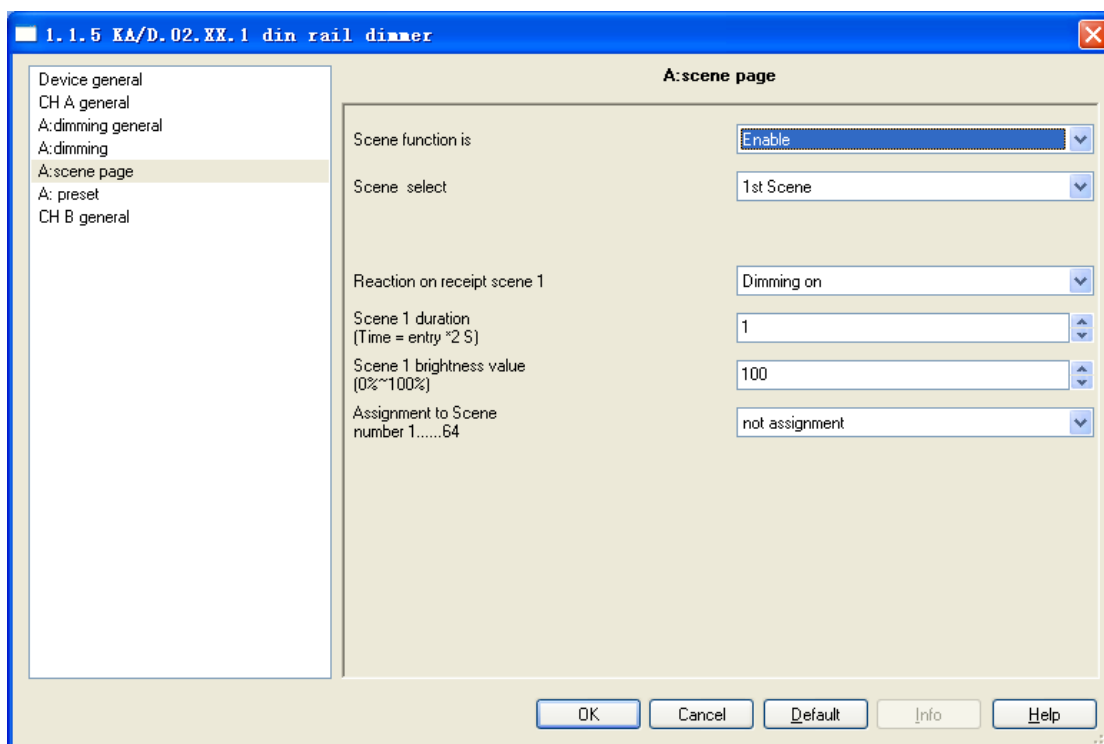 1.1.5 KA/D.02.XX.1 din rail dimmer
Device general
CH A general
A:dimming general
A:dimming
A:scene page
A: preset
CH B general
A:scene page
Scene function is
Enable
Scene select
1st Scene
Reaction on receipt scene 1
Dimming on
Scene 1 duration
(Time = entry *2 S)
1
Scene 1 brightness value
(0%~100%)
100
Assignment to Scene
number 1......64
not assignment
OK
Cancel
Default
Info
Help